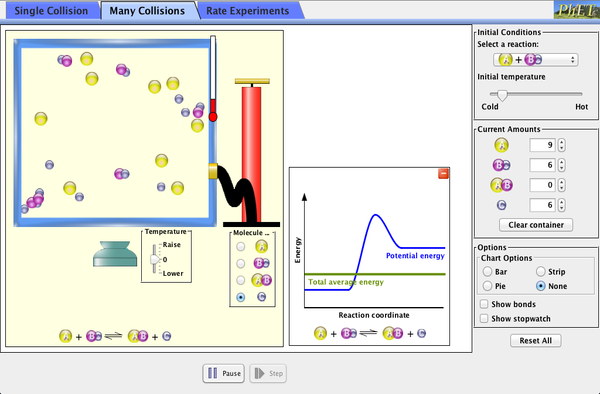 Single Collision
Many Collisions
Rate Experiments
PhET
Initial Conditions
Select a reaction:
A + BC
Initial temperature
Cold Hot
Current Amounts
A 9
BC 6
AB 0
C 6
Clear container
Options
Chart Options
Bar Strip
Pie None
Show bonds
Show stopwatch
Reset All
Temperature
Raise
0
Lower
Molecule ..
A
BC
AB
C
A + BC ⇌ AB + C
Energy
Potential energy
Total average energy
Reaction coordinate
A + BC ⇌ AB + C
Pause
Step